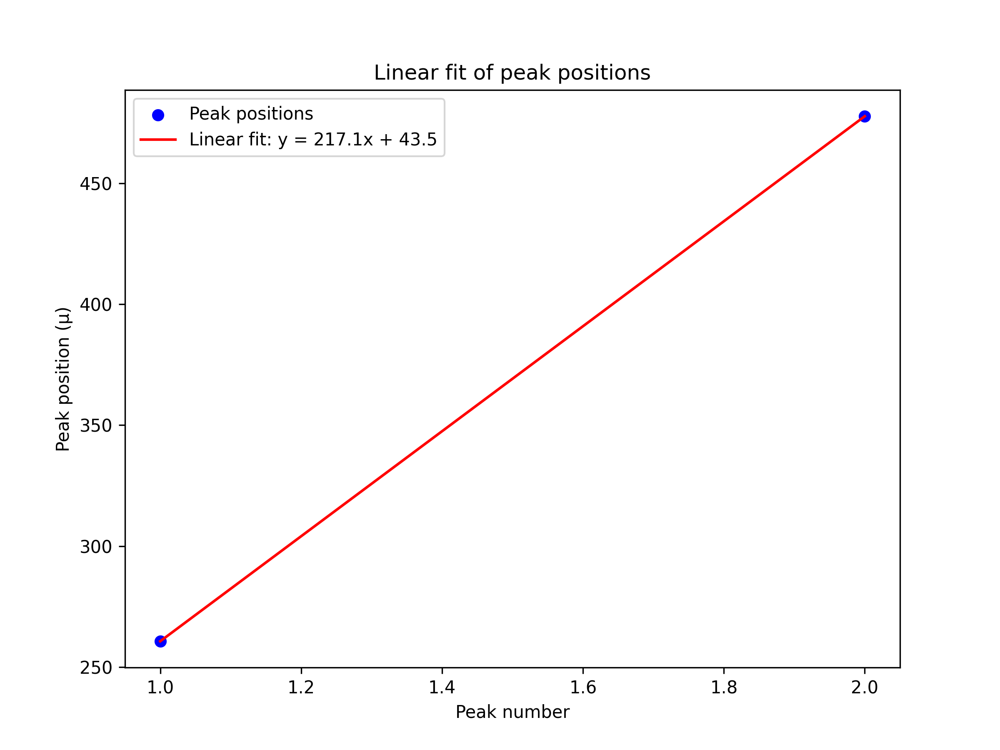 Linear fit of peak positions
Peak positions
Linear fit: y = 217.1x + 43.5
450
400
350
300
250
Peak position (µ)
1.0 1.2 1.4 1.6 1.8 2.0
Peak number